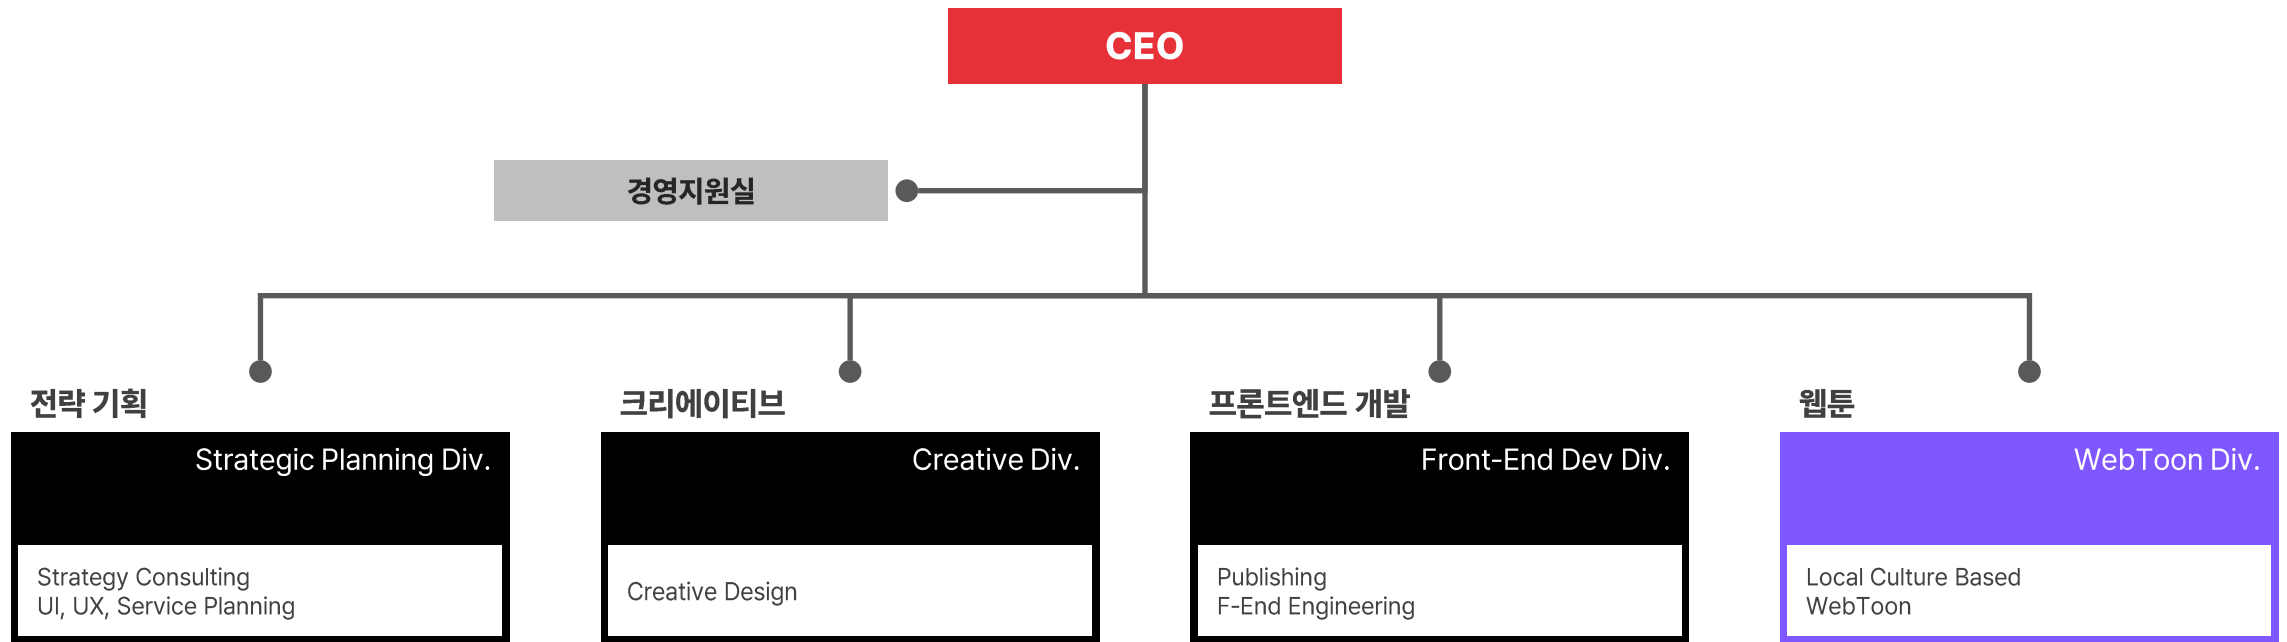 CEO
경영지원실
전략 기획
Strategic Planning Div.
Strategy Consulting
UI, UX, Service Planning
크리에이티브
Creative Div.
Creative Design
프론트엔드 개발
Front-End Dev Div.
Publishing
F-End Engineering
웹툰
WebToon Div.
Local Culture Based
WebToon